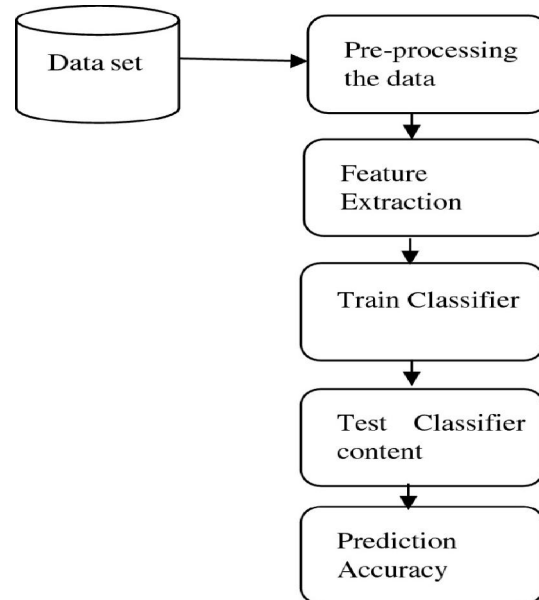 Data set
Pre-processing
the data
Feature
Extraction
Train Classifier
Test Classifier
content
Prediction
Accuracy